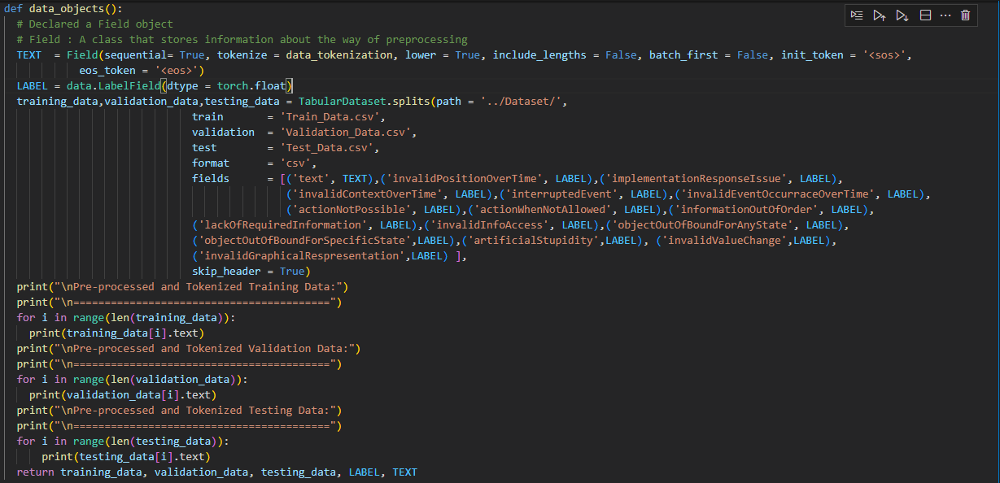 def data_objects():
# Declared a Field object
# Field : A class that stores information about the way of preprocessing
TEXT  = Field(sequential= True, tokenize = data_tokenization, lower = True, include_lengths = False, batch_first = False, init_token = '<sos>',
eos_token = '<eos>')
LABEL = data.LabelField(dtype = torch.float)
training_data,validation_data,testing_data = TabularDataset.splits(path = '../Dataset/',
train       = 'Train_Data.csv',
validation  = 'Validation_Data.csv',
test        = 'Test_Data.csv',
format      = 'csv',
fields      = [('text', TEXT),('invalidPositionOverTime', LABEL),('implementationResponseIssue', LABEL),
('invalidContextOverTime', LABEL),('interruptedEvent', LABEL),('invalidEventOccurraceOverTime', LABEL),
('actionNotPossible', LABEL),('actionWhenNotAllowed', LABEL),('informationOutOfOrder', LABEL),
('lackOfRequiredInformation', LABEL),('invalidInfoAccess', LABEL),('objectOutOfBoundForAnyState', LABEL),
('objectOutOfBoundForSpecificState',LABEL),('artificialStupidity',LABEL), ('invalidValueChange',LABEL),
('invalidGraphicalRespresentation',LABEL) ],
skip_header = True)
print("\nPre-processed and Tokenized Training Data:")
print("\n=========================================")
for i in range(len(training_data)):
print(training_data[i].text)
print("\nPre-processed and Tokenized Validation Data:")
print("\n=========================================")
for i in range(len(validation_data)):
print(validation_data[i].text)
print("\nPre-processed and Tokenized Testing Data:")
print("\n=========================================")
for i in range(len(testing_data)):
print(testing_data[i].text)
return training_data, validation_data, testing_data, LABEL, TEXT